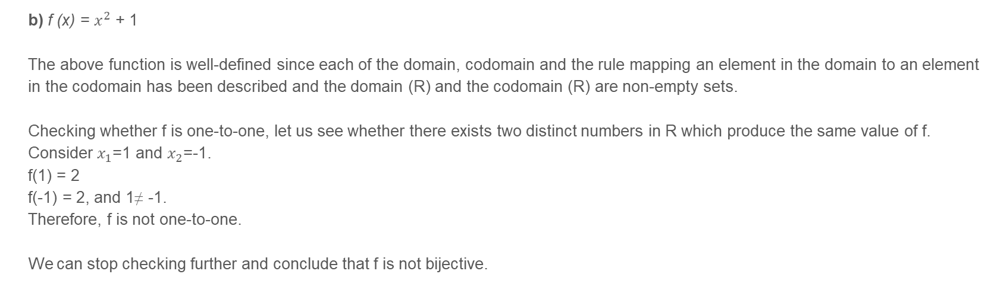 b) f (x) = x² + 1
The above function is well-defined since each of the domain, codomain and the rule mapping an element in the domain to an element
in the codomain has been described and the domain (R) and the codomain (R) are non-empty sets.
Checking whether f is one-to-one, let us see whether there exists two distinct numbers in R which produce the same value of f.
Consider x₁=1 and x₂=-1.
f(1) = 2
f(-1) = 2, and 1≠ -1.
Therefore, f is not one-to-one.
We can stop checking further and conclude that f is not bijective.